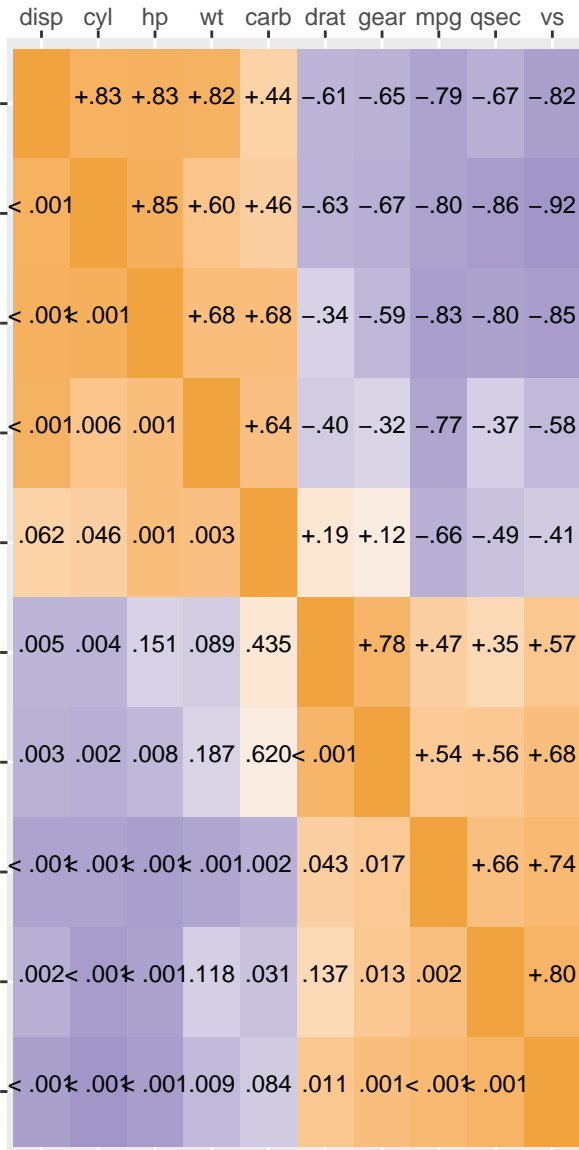 disp cyl hp wt carb drat gear mpg qsec vs
+.83 +.83 +.82 +.44 −.61 −.65 −.79 −.67 −.82
< .001 +.85 +.60 +.46 −.63 −.67 −.80 −.86 −.92
< .001 < .001 +.68 +.68 −.34 −.59 −.83 −.80 −.85
< .001 .006 .001 +.64 −.40 −.32 −.77 −.37 −.58
.062 .046 .001 .003 +.19 +.12 −.66 −.49 −.41
.005 .004 .151 .089 .435 +.78 +.47 +.35 +.57
.003 .002 .008 .187 .620 < .001 +.54 +.56 +.68
< .001 < .001 < .001 < .001 .002 .043 .017 +.66 +.74
.002 < .001 < .001 .118 .031 .137 .013 .002 +.80
< .001 < .001 < .001 .009 .084 .011 .001 < .001 < .001